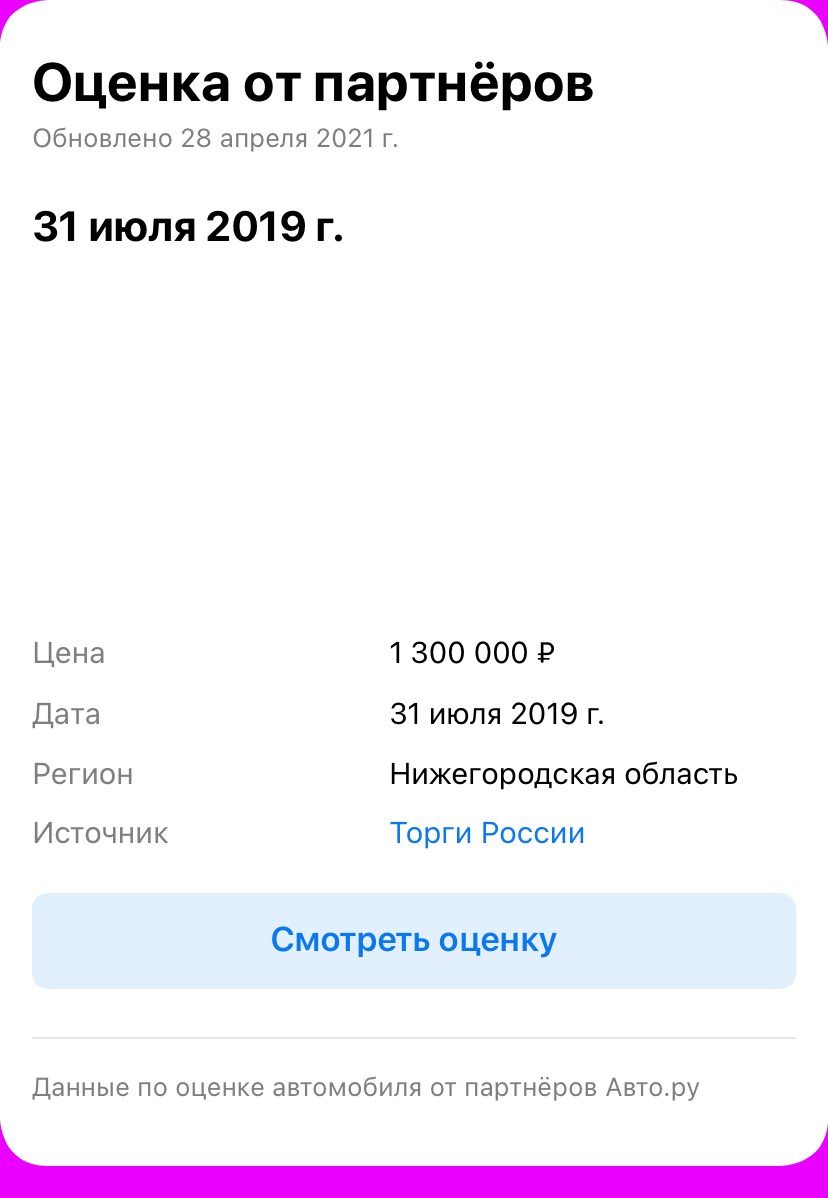 Оценка от партнёров
Обновлено 28 апреля 2021 г.
31 июля 2019 г.
Цена 1 300 000 ₽
Дата 31 июля 2019 г.
Регион Нижегородская область
Источник Торги России
Смотреть оценку
Данные по оценке автомобиля от партнёров Авто.ру